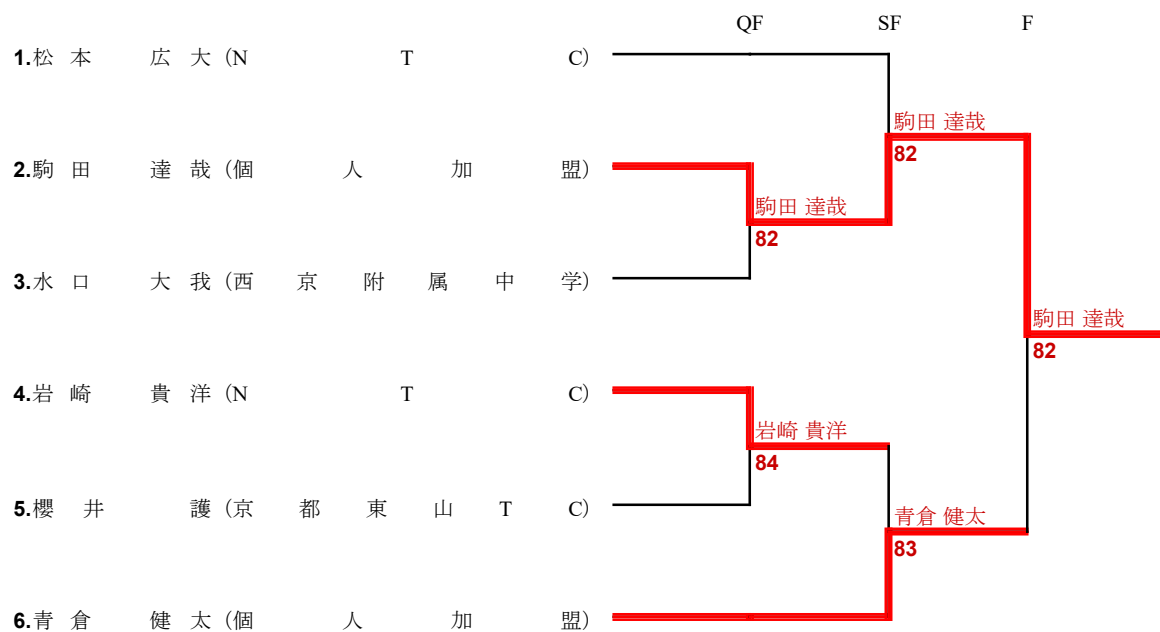 QF SF F
1.松本 広大(N T C)
駒田 達哉
82
2.駒田 達哉(個人加盟)
駒田 達哉
82
3.水口 大我(西京附属中学)
駒田 達哉
82
4.岩崎 貴洋(N T C)
岩崎 貴洋
84
5.櫻井 護(京都東山TC)
青倉 健太
83
6.青倉 健太(個人加盟)